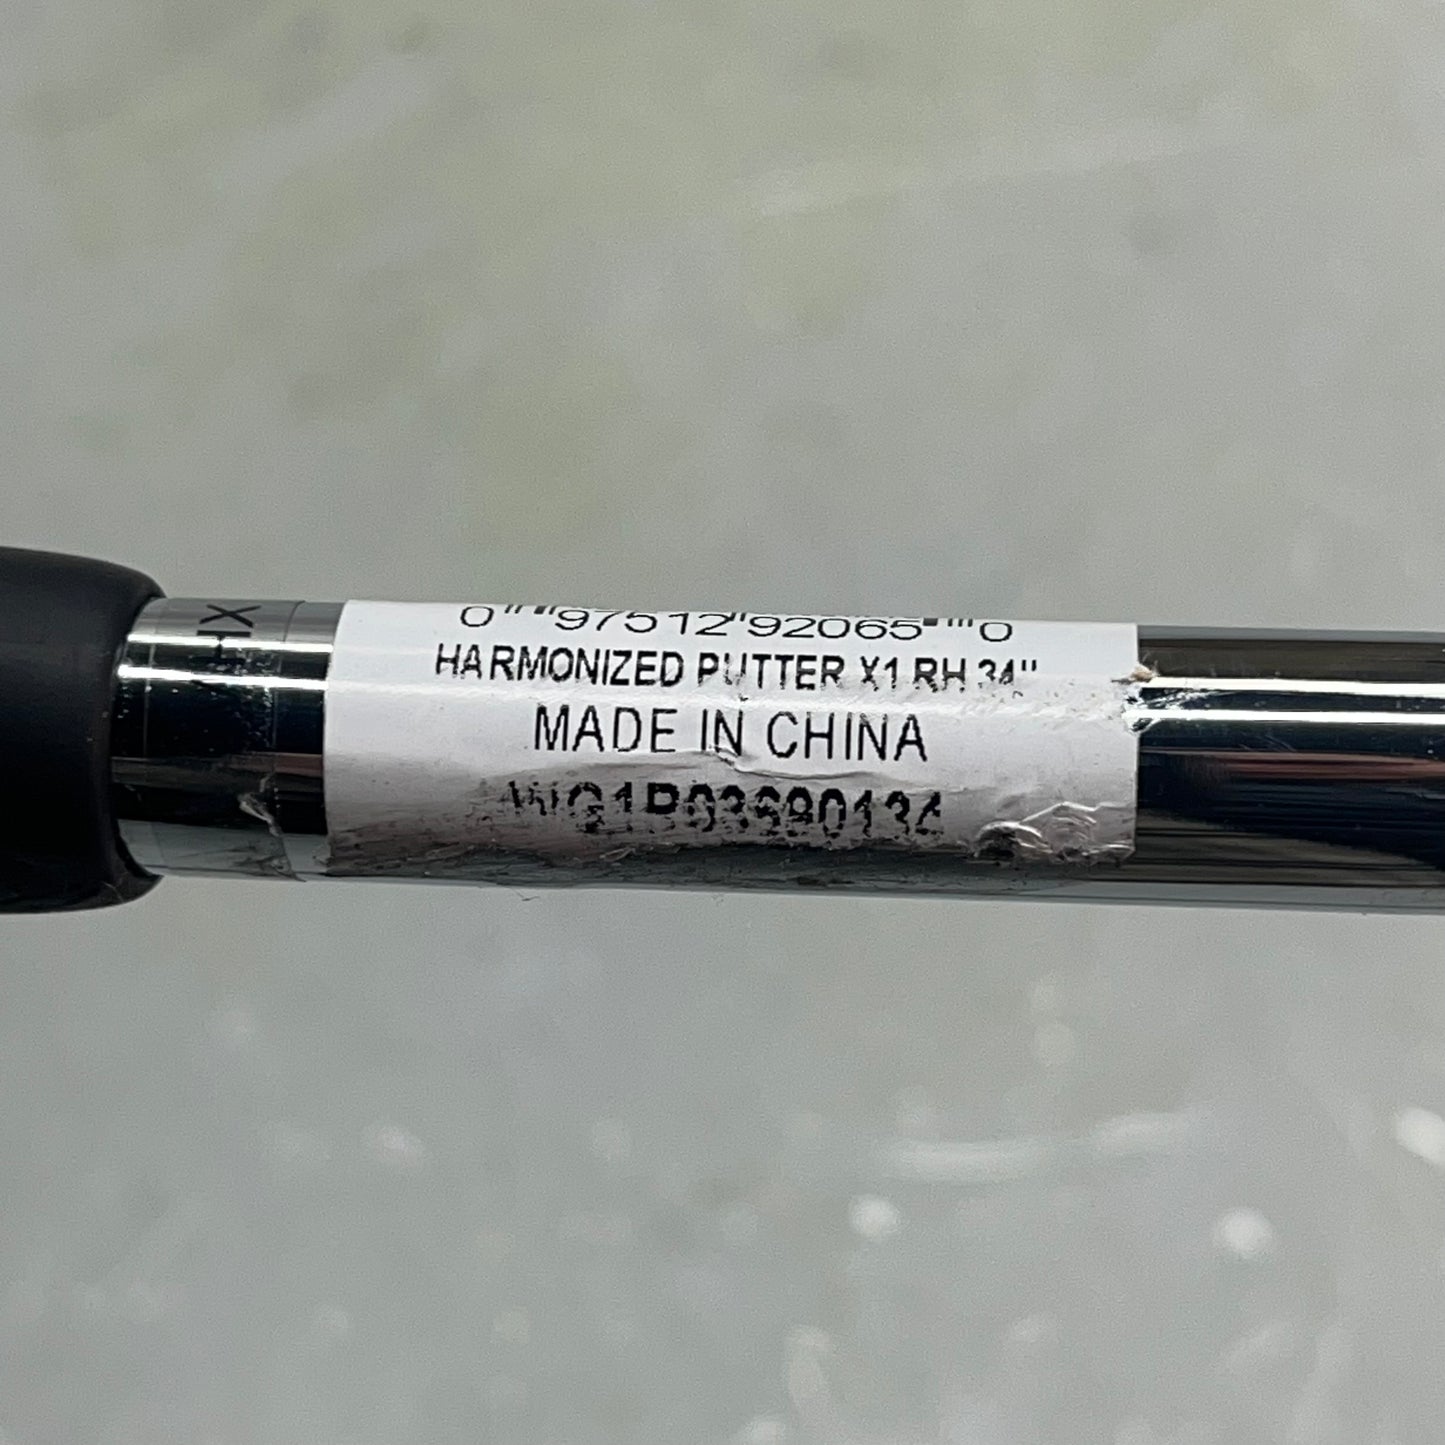 0 97512 92065 0
HARMONIZED PUTTER X1 RH 34"
MADE IN CHINA